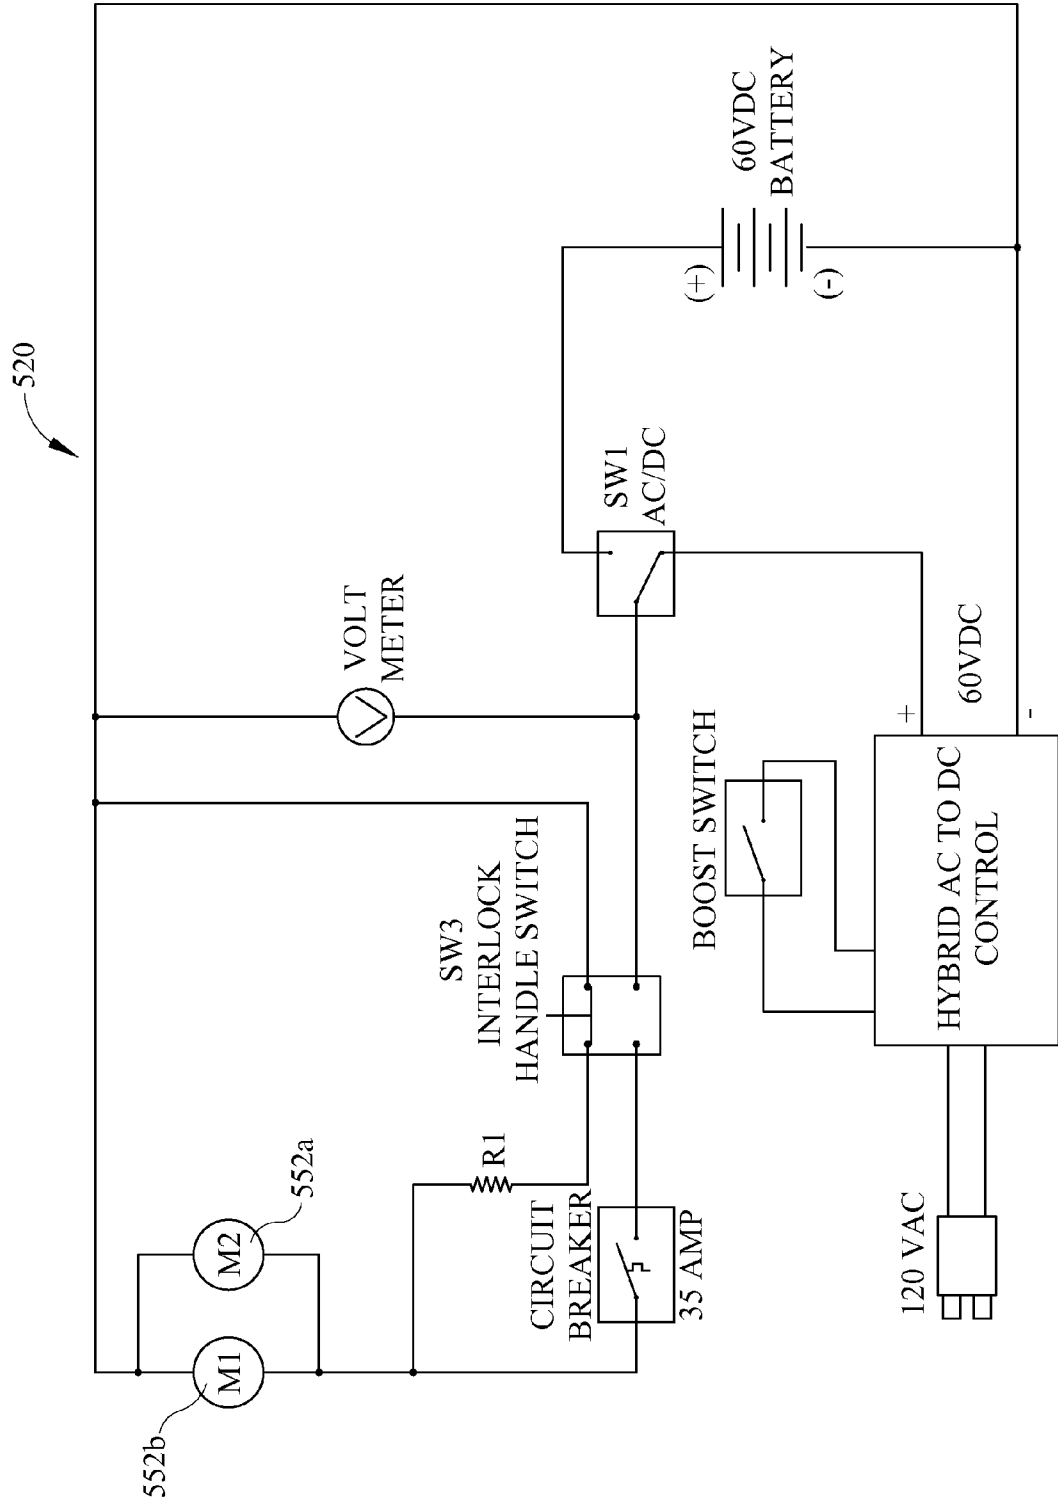 520
60VDC
BATTERY
(+)
(-)
SW1
AC/DC
VOLT
METER
60VDC
+
-
BOOST SWITCH
HYBRID AC TO DC
CONTROL
SW3
INTERLOCK
HANDLE SWITCH
R1
CIRCUIT
BREAKER
35 AMP
120 VAC
M2
552a
M1
552b